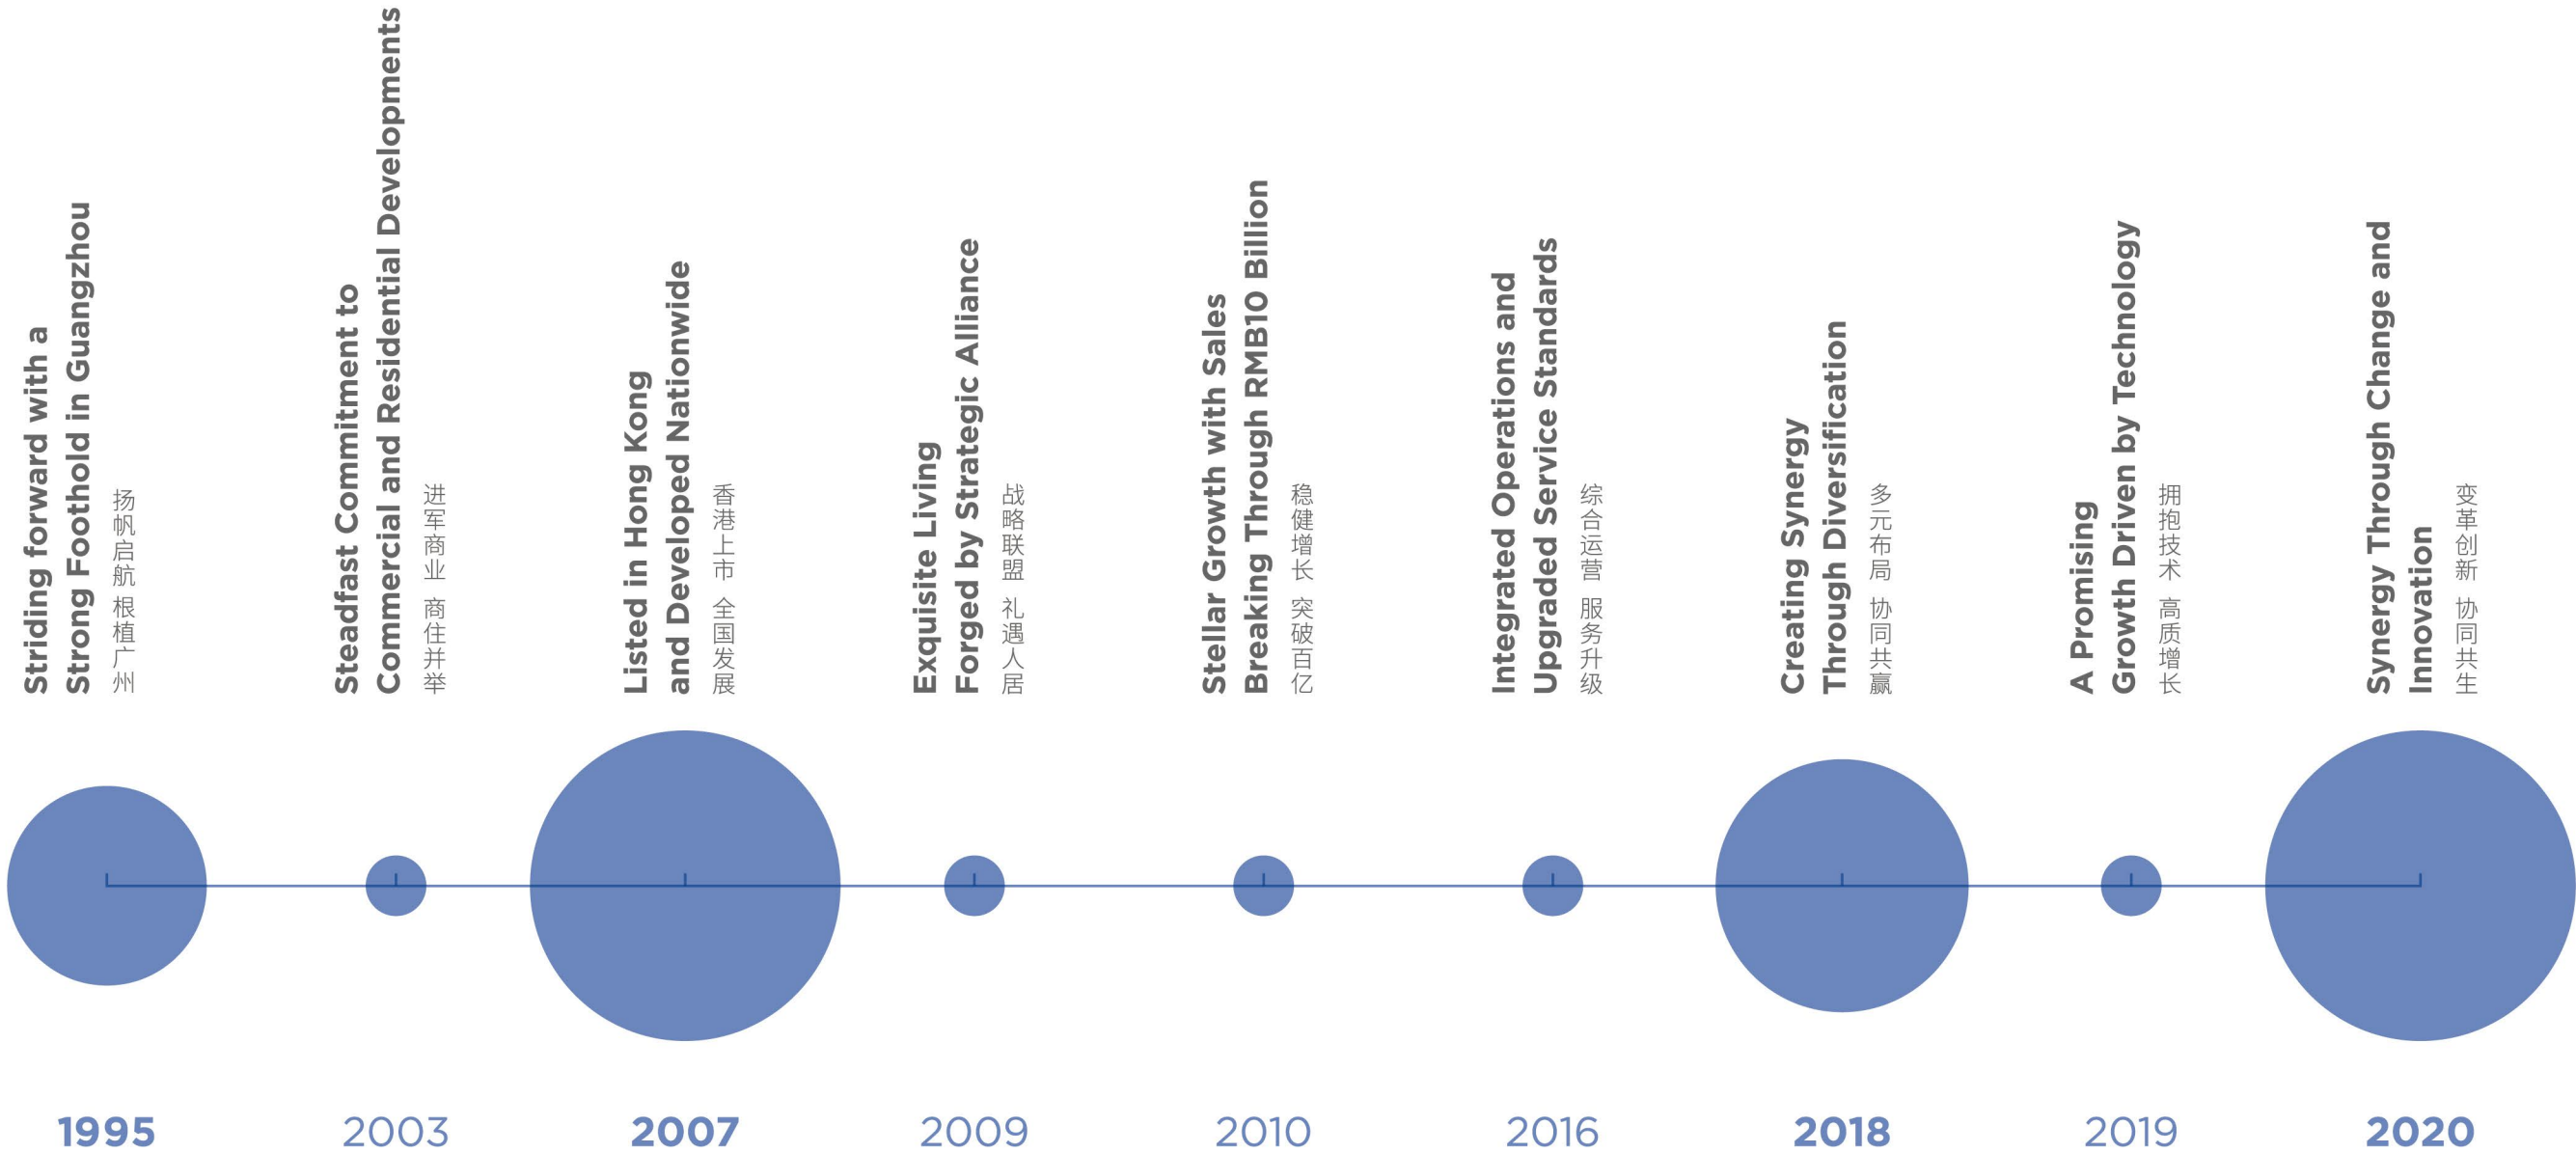 Striding forward with a
Strong Foothold in Guangzhou
扬帆启航 根植广州
Steadfast Commitment to
Commercial and Residential Developments
进军商业 商住并举
Listed in Hong Kong
and Developed Nationwide
香港上市 全国发展
Exquisite Living
Forged by Strategic Alliance
战略联盟 礼遇人居
Stellar Growth with Sales
Breaking Through RMB10 Billion
稳健增长 突破百亿
Integrated Operations and
Upgraded Service Standards
综合运营 服务升级
Creating Synergy
Through Diversification
多元布局 协同共赢
A Promising
Growth Driven by Technology
拥抱技术 高质增长
Synergy Through Change and
Innovation
变革创新 协同共生
1995
2003
2007
2009
2010
2016
2018
2019
2020